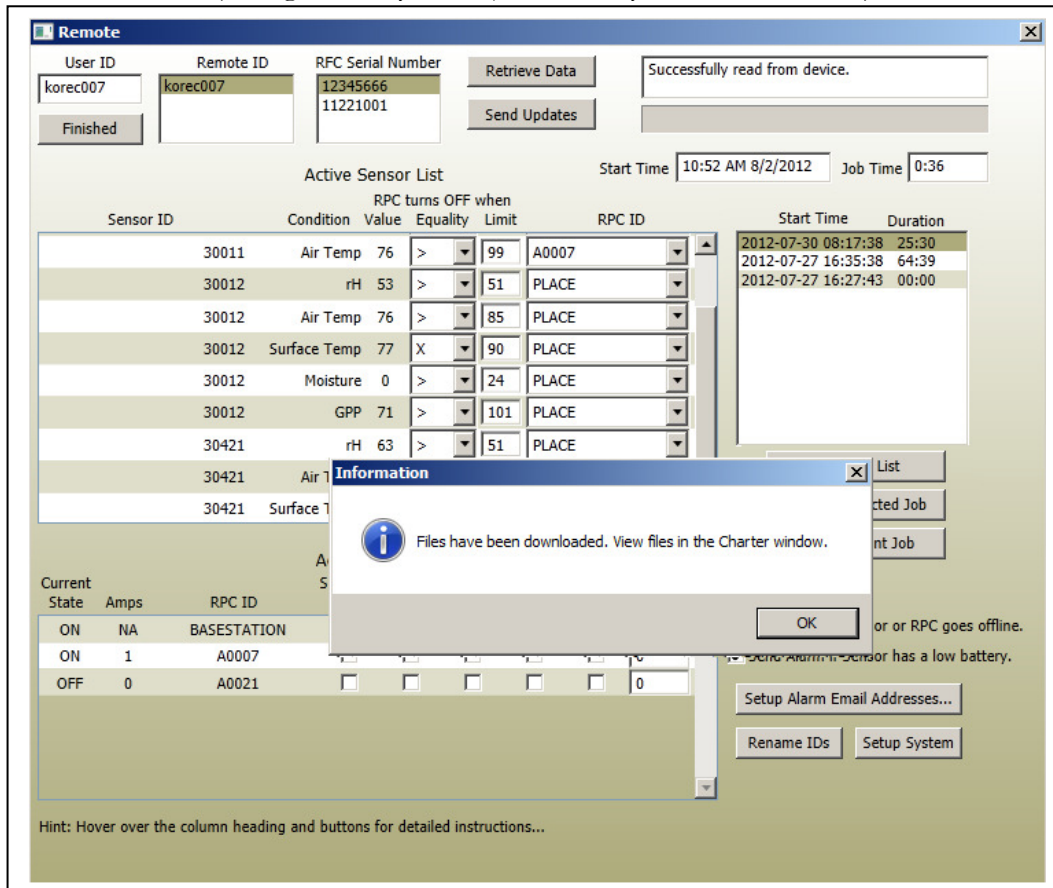 Remote
User ID
Remote ID
RFC Serial Number
korec007
korec007
12345666
11221001
Retrieve Data
Send Updates
Successfully read from device.
Finished
Start Time 10:52 AM 8/2/2012 Job Time 0:36
Active Sensor List
RPC turns OFF when
Sensor ID Condition Value Equality Limit RPC ID
30011 Air Temp 76 > 99 A0007
30012 rH 53 > 51 PLACE
30012 Air Temp 76 > 85 PLACE
30012 Surface Temp 77 X 90 PLACE
30012 Moisture 0 > 24 PLACE
30012 GPP 71 > 101 PLACE
30421 rH 63 > 51 PLACE
30421 Air
30421 Surface
Start Time Duration
2012-07-30 08:17:38 25:30
2012-07-27 16:35:38 64:39
2012-07-27 16:27:43 00:00
List
Job
Job
Information
Files have been downloaded. View files in the Charter window.
OK
Current
State Amps RPC ID
ON NA BASESTATION
ON 1 A0007
OFF 0 A0021 0
or RPC goes offline.
has a low battery.
Setup Alarm Email Addresses...
Rename IDs
Setup System
Hint: Hover over the column heading and buttons for detailed instructions...